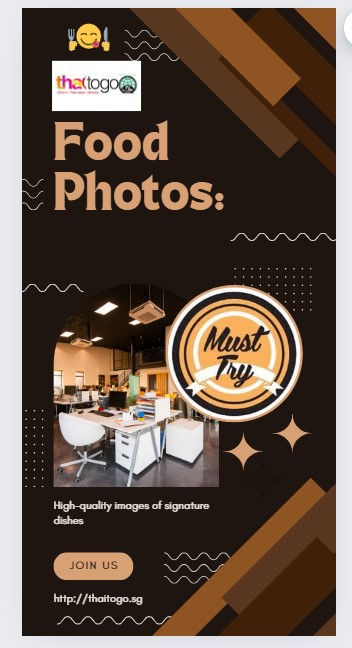 thaitogo
Food
Photos:
Must
Try
High-quality images of signature
dishes
JOIN US
http://thaitogo.sg